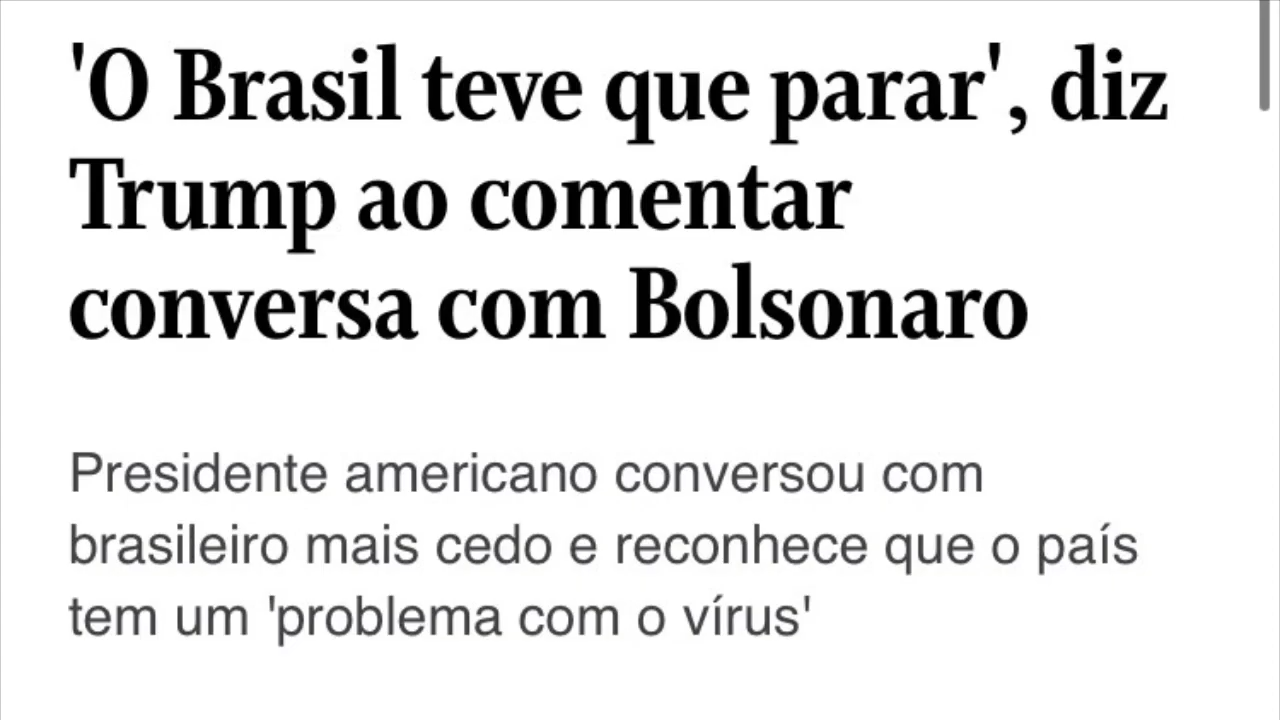 'O Brasil teve que parar', diz
Trump ao comentar
conversa com Bolsonaro
Presidente americano conversou com
brasileiro mais cedo e reconhece que o país
tem um 'problema com o vírus'